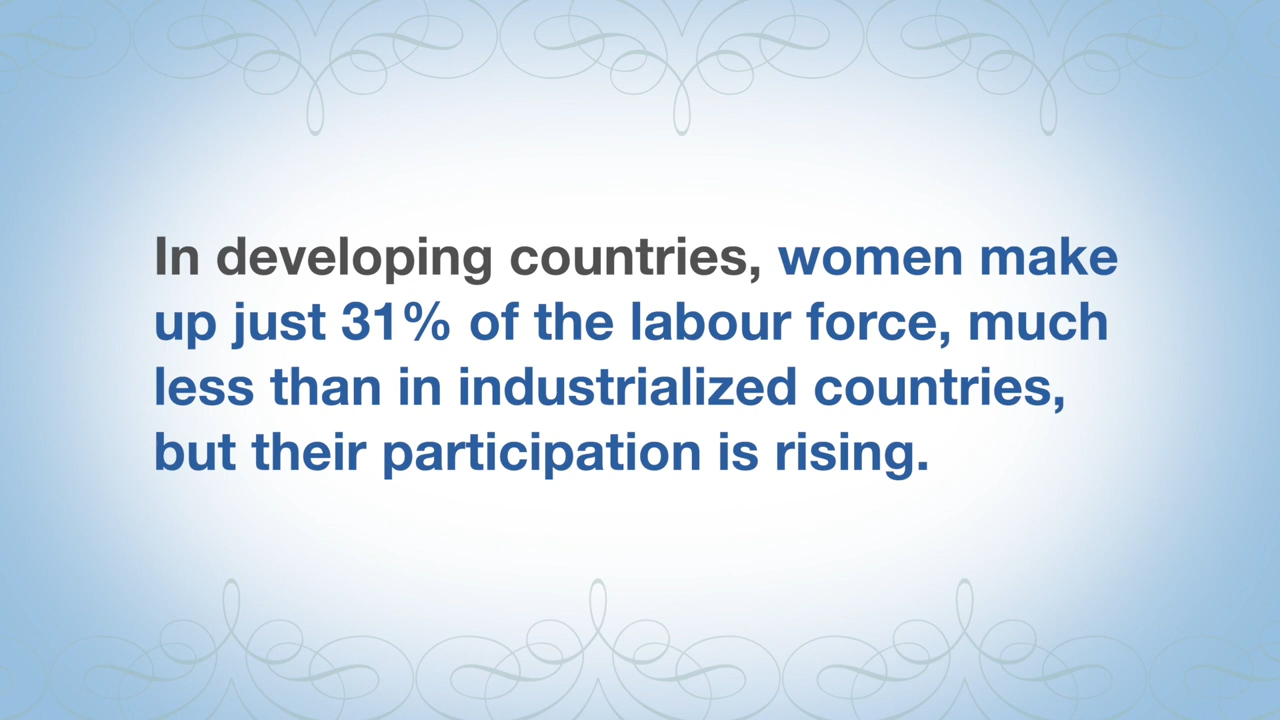 In developing countries, women make
up just 31% of the labour force, much
less than in industrialized countries,
but their participation is rising.